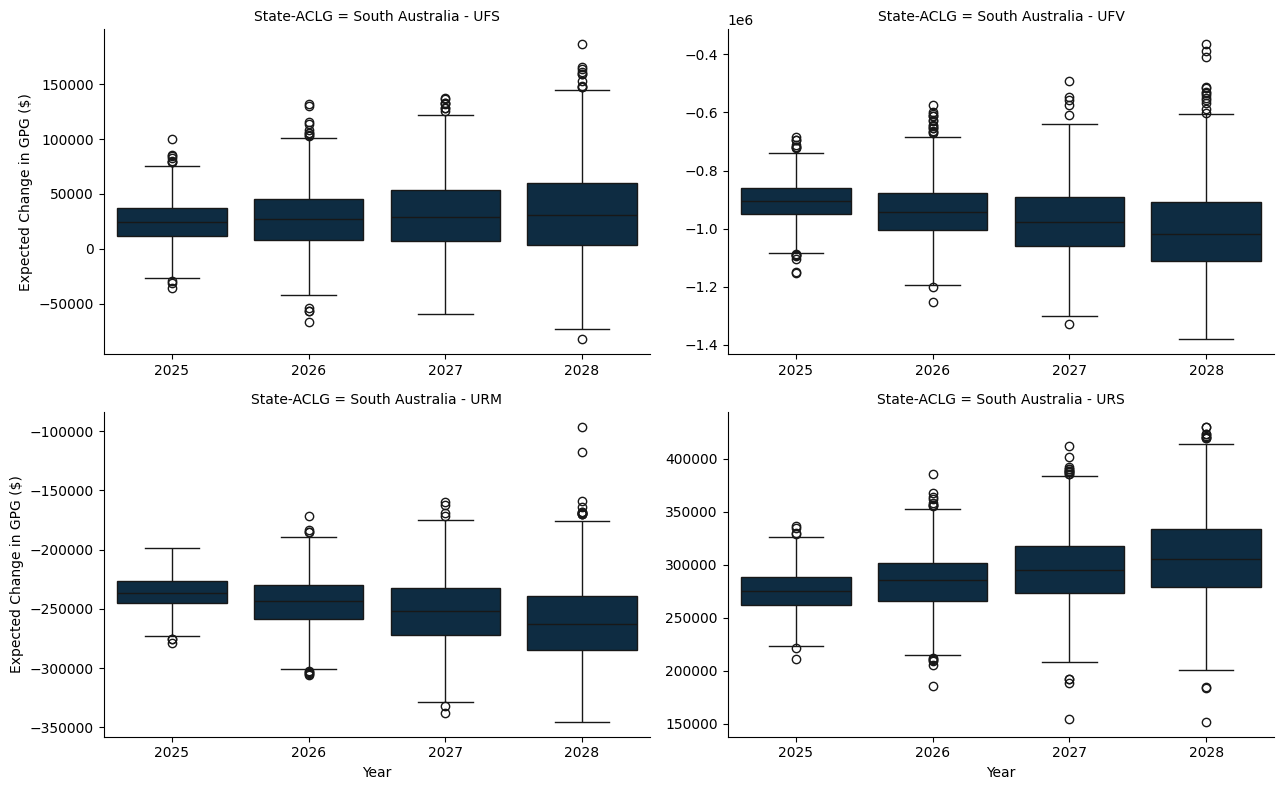 State-ACLG = South Australia - UFS
Expected Change in GPG ($)
150000
100000
50000
0
−50000
2025 2026 2027 2028
State-ACLG = South Australia - UFV
1e6
−0.4
−0.6
−0.8
−1.0
−1.2
−1.4
2025 2026 2027 2028
State-ACLG = South Australia - URM
Expected Change in GPG ($)
−100000
−150000
−200000
−250000
−300000
−350000
2025 2026 2027 2028
Year
State-ACLG = South Australia - URS
400000
350000
300000
250000
200000
150000
2025 2026 2027 2028
Year